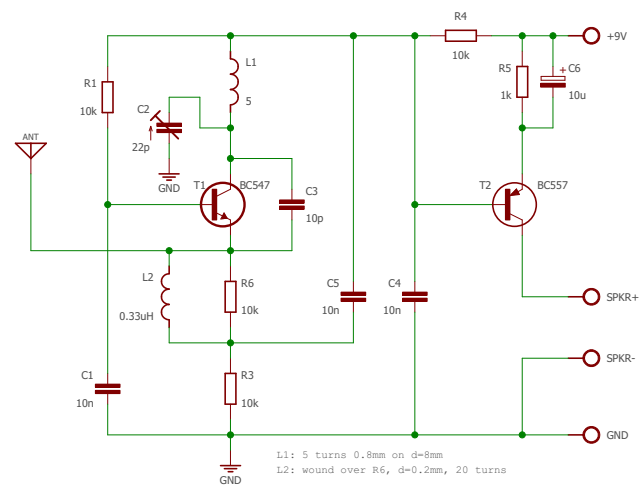 R4
10k
+9V
L1
5
R5
1k
C6
+
10u
R1
10k
C2
22p
ANT
GND
T1
BC547
C3
10p
T2
BC557
L2
0.33uH
R6
10k
C5
10n
C4
10n
SPKR+
SPKR-
C1
10n
R3
10k
GND
GND
L1: 5 turns 0.8mm on d=8mm
L2: wound over R6, d=0.2mm, 20 turns